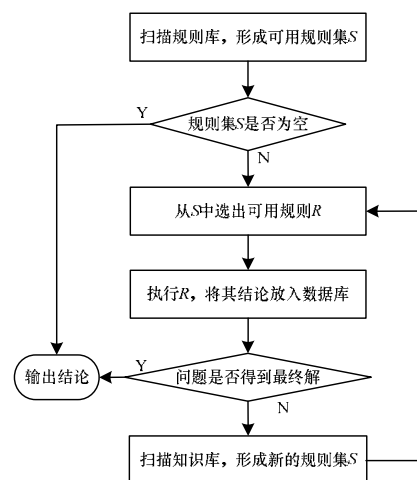 扫描规则库，形成可用规则集S
Y
规则集S是否为空
N
从S中选出可用规则R
执行R，将其结论放入数据库
Y
输出结论
问题是否得到最终解
N
扫描知识库，形成新的规则集S